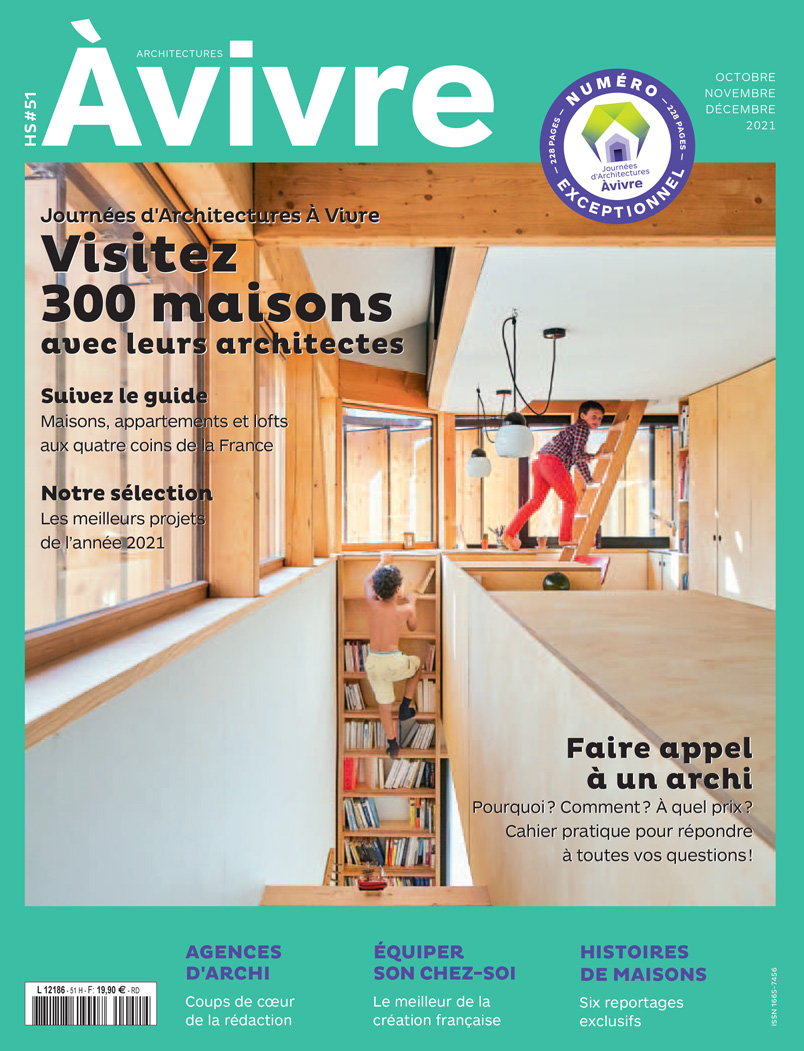 HS#51
ARCHITECTURES
Àvivre
NUMÉRO
EXCEPTIONNEL
— 228 PAGES —
— 228 PAGES —
Journées
d'Architectures
Àvivre
OCTOBRE
NOVEMBRE
DÉCEMBRE
2021
Journées d'Architectures À Vivre
Visitez
300 maisons
avec leurs architectes
Suivez le guide
Maisons, appartements et lofts
aux quatre coins de la France
Notre sélection
Les meilleurs projets
de l'année 2021
Faire appel
à un archi
Pourquoi ? Comment ? À quel prix ?
Cahier pratique pour répondre
à toutes vos questions !
AGENCES
D'ARCHI
Coups de cœur
de la rédaction
ÉQUIPER
SON CHEZ-SOI
Le meilleur de la
création française
HISTOIRES
DE MAISONS
Six reportages
exclusifs
L 12186 - 51 H - F: 19,90 € - RD
ISSN 1665-7456